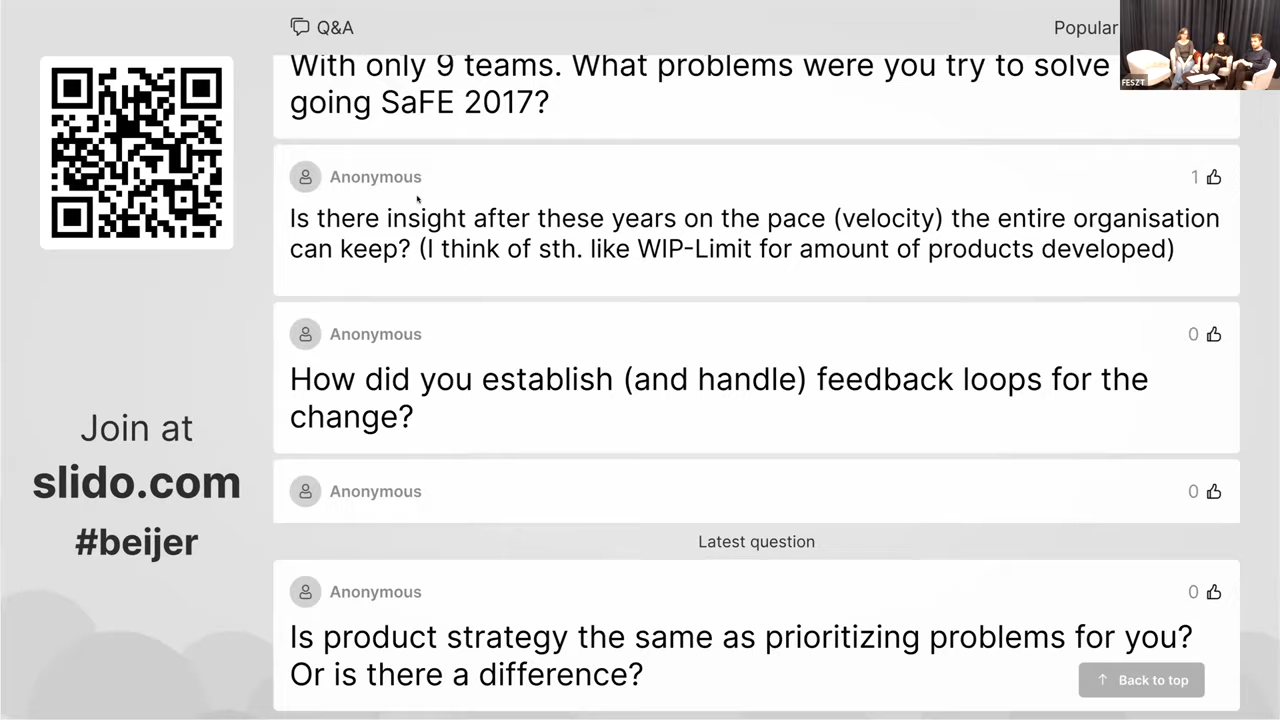 Q&A
Popular
FESZT
With only 9 teams. What problems were you try to solve
going SaFE 2017?
Anonymous
1
Is there insight after these years on the pace (velocity) the entire organisation
can keep? (I think of sth. like WIP-Limit for amount of products developed)
Anonymous
0
How did you establish (and handle) feedback loops for the
change?
Anonymous
0
Latest question
Anonymous
0
Is product strategy the same as prioritizing problems for you?
Or is there a difference?
Back to top
Join at
slido.com
#beijer